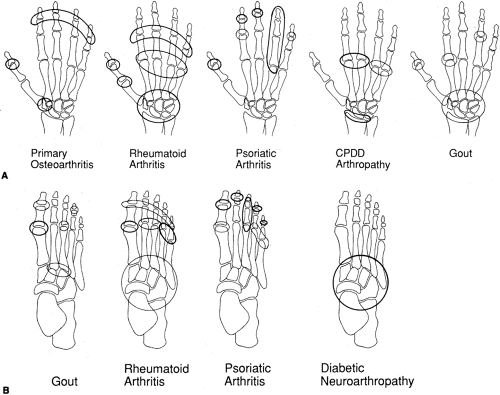 Primary
Osteoarthritis
Rheumatoid
Arthritis
Psoriatic
Arthritis
CPDD
Arthropathy
Gout
A
Gout
Rheumatoid
Arthritis
Psoriatic
Arthritis
Diabetic
Neuroarthropathy
B